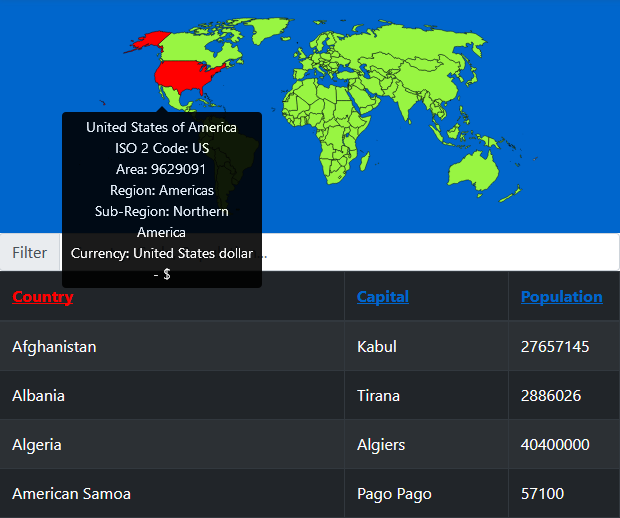 United States of America
ISO 2 Code: US
Area: 9629091
Region: Americas
Sub-Region: Northern
America
Currency: United States dollar
- $
Filter
Country Capital Population
Afghanistan Kabul 27657145
Albania Tirana 2886026
Algeria Algiers 40400000
American Samoa Pago Pago 57100